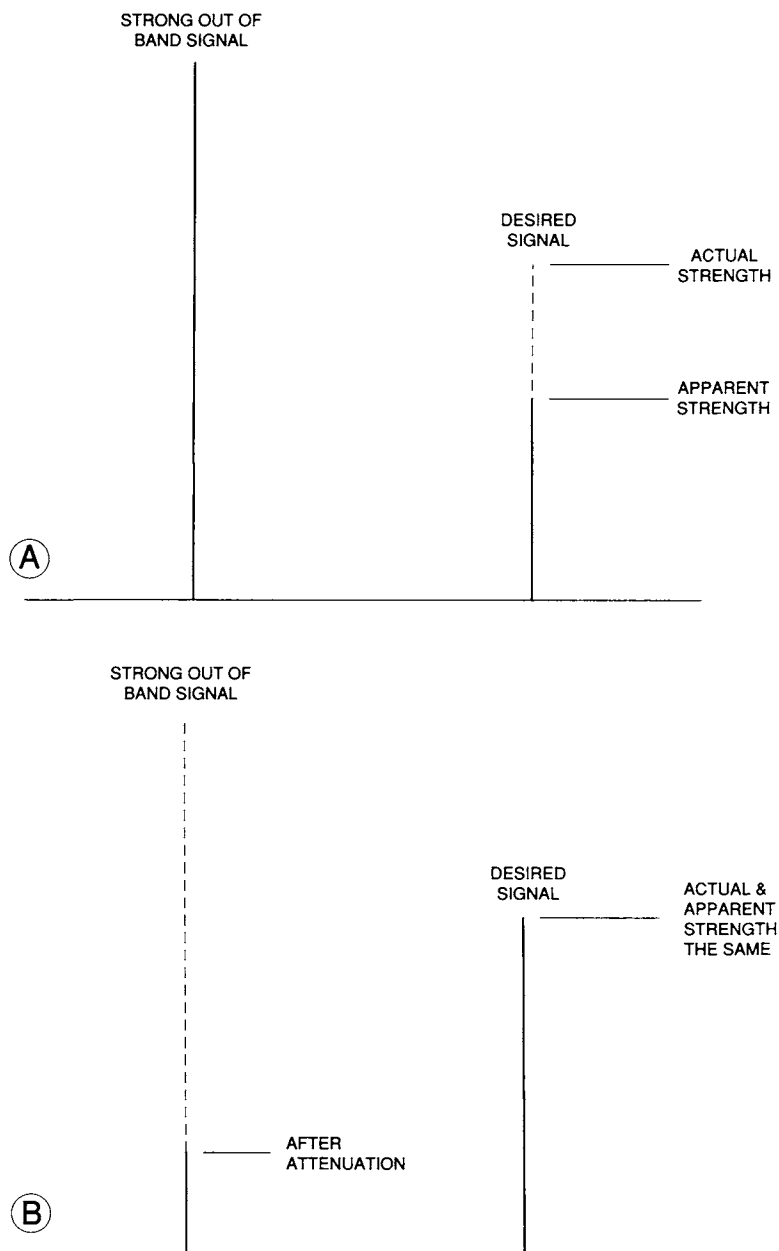 STRONG OUT OF
BAND SIGNAL
DESIRED
SIGNAL
ACTUAL
STRENGTH
APPARENT
STRENGTH
A
STRONG OUT OF
BAND SIGNAL
DESIRED
SIGNAL
ACTUAL &
APPARENT
STRENGTH
THE SAME
AFTER
ATTENUATION
B